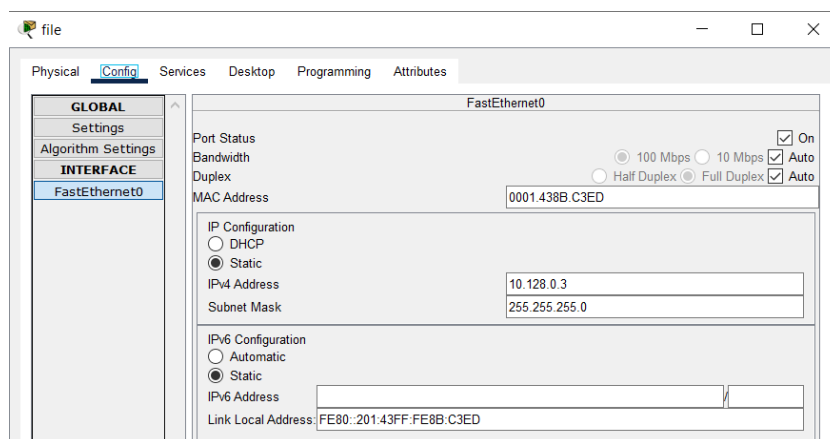 file
Physical Config Services Desktop Programming Attributes
GLOBAL
Settings
Algorithm Settings
INTERFACE
FastEthernet0
FastEthernet0
Port Status On
Bandwidth 100 Mbps 10 Mbps Auto
Duplex Half Duplex Full Duplex Auto
MAC Address 0001.438B.C3ED
IP Configuration
DHCP
Static
IPv4 Address 10.128.0.3
Subnet Mask 255.255.255.0
IPv6 Configuration
Automatic
Static
IPv6 Address /
Link Local Address: FE80::201:43FF:FE8B:C3ED